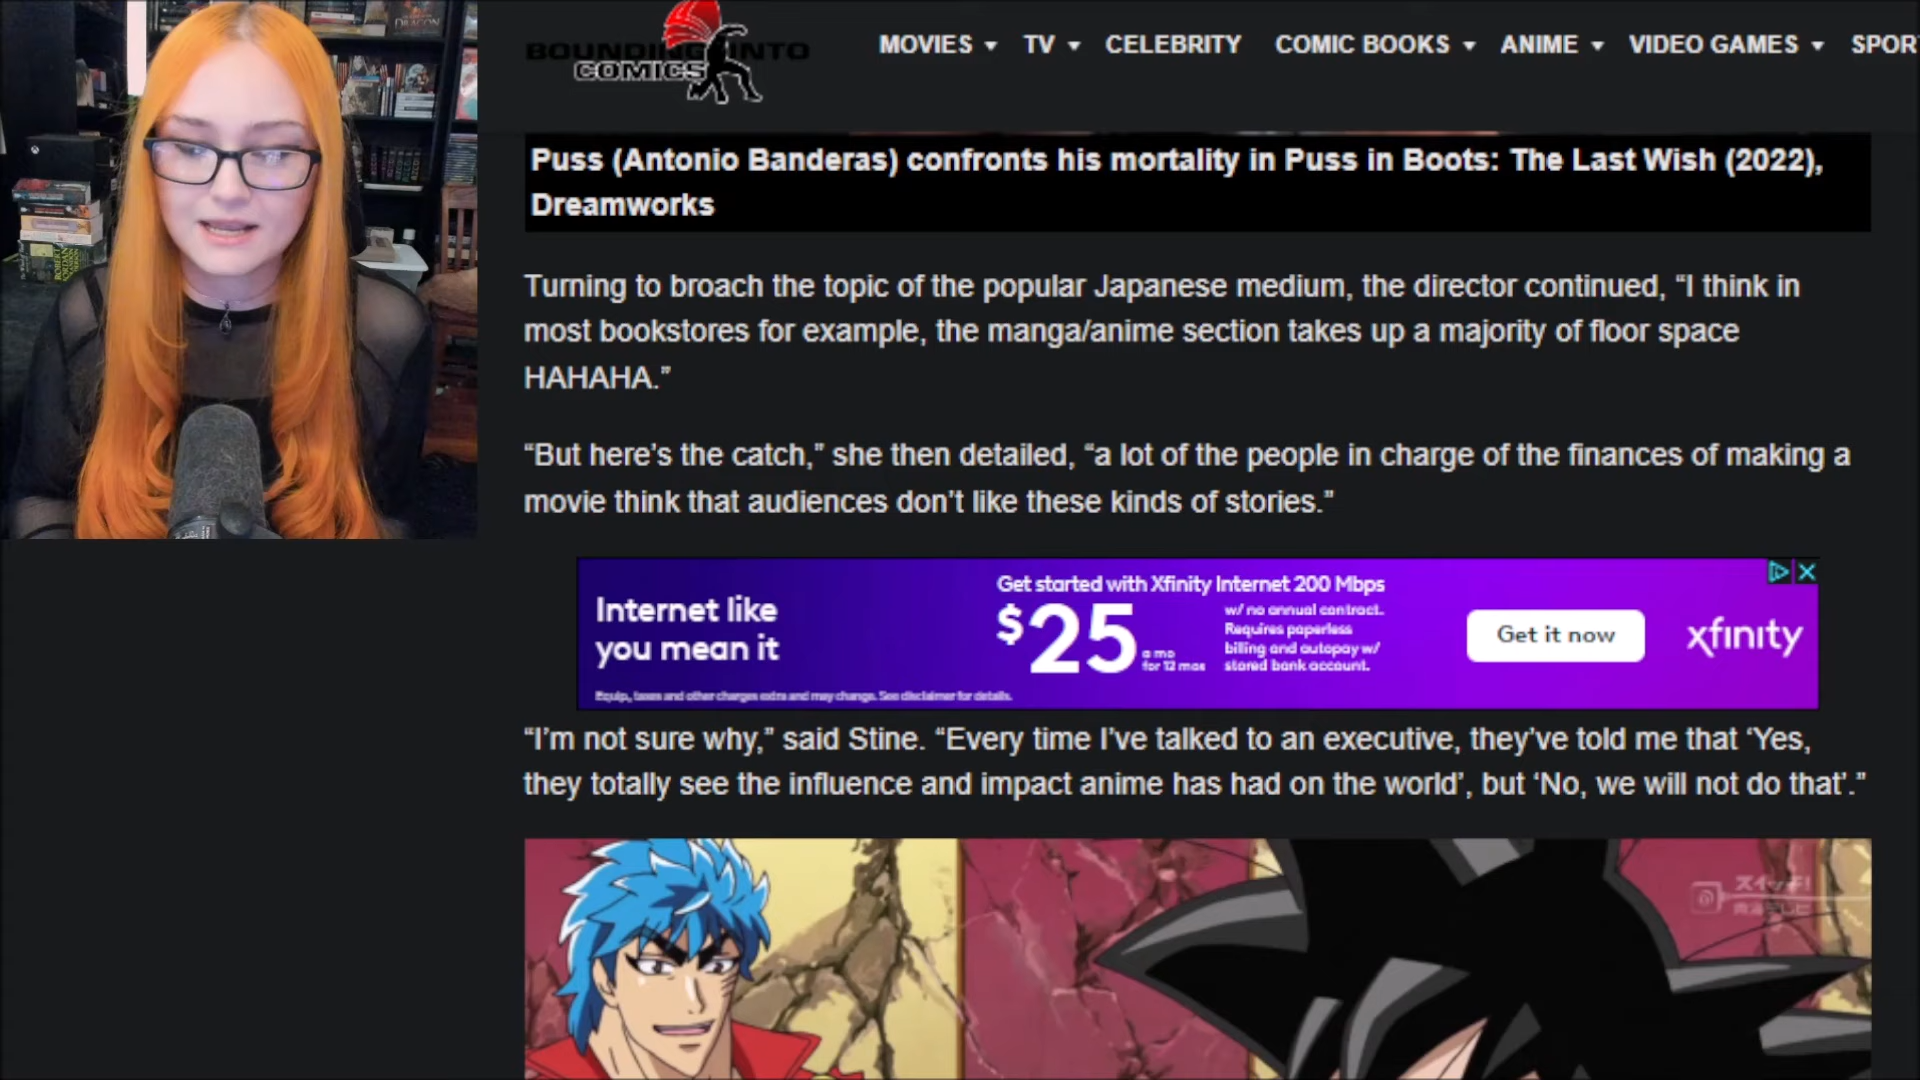 DRAGON
ROBERT
JORDAN
BOUNDING INTO
COMICS
MOVIES TV CELEBRITY COMIC BOOKS ANIME VIDEO GAMES SPOR
Puss (Antonio Banderas) confronts his mortality in Puss in Boots: The Last Wish (2022),
Dreamworks
Turning to broach the topic of the popular Japanese medium, the director continued, “I think in
most bookstores for example, the manga/anime section takes up a majority of floor space
HAHAHA.”
“But here’s the catch,” she then detailed, “a lot of the people in charge of the finances of making a
movie think that audiences don’t like these kinds of stories.”
Internet like
you mean it
Get started with Xfinity Internet 200 Mbps
$25
a mo
for 12 mos
w/ no annual contract.
Requires paperless
billing and autopay w/
stored bank account.
Get it now
xfinity
Equip., taxes and other charges extra and may change. See disclaimer for details.
“I’m not sure why,” said Stine. “Every time I’ve talked to an executive, they’ve told me that ‘Yes,
they totally see the influence and impact anime has had on the world’, but ‘No, we will not do that’.”
スイッチ!